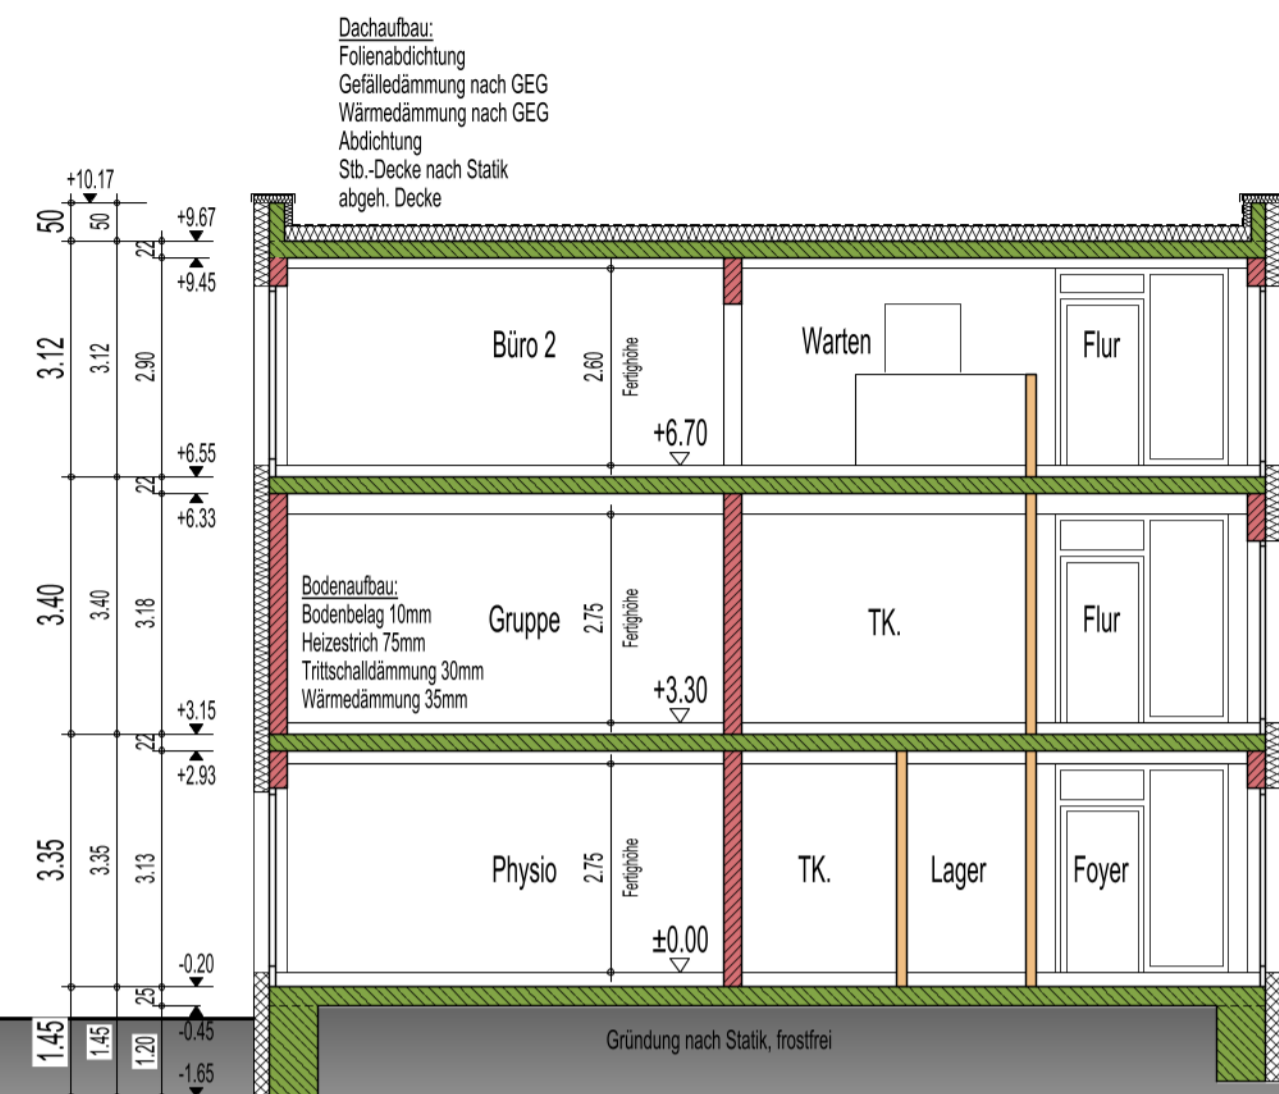 Dachaufbau:
Folienabdichtung
Gefälledämmung nach GEG
Wärmedämmung nach GEG
Abdichtung
Stb.-Decke nach Statik
abgeh. Decke
+10.17
50
50
+9.67
22
+9.45
3.12
3.12
2.90
Büro 2
2.60
Fertighöhe
Warten
Flur
+6.70
+6.55
22
+6.33
3.40
3.40
3.18
Bodenaufbau:
Bodenbelag 10mm
Heizestrich 75mm
Trittschalldämmung 30mm
Wärmedämmung 35mm
Gruppe
2.75
Fertighöhe
TK.
Flur
+3.30
+3.15
22
+2.93
3.35
3.35
3.13
Physio
2.75
Fertighöhe
TK.
Lager
Foyer
±0.00
-0.20
25
-0.45
1.45
1.45
1.20
-1.65
Gründung nach Statik, frostfrei